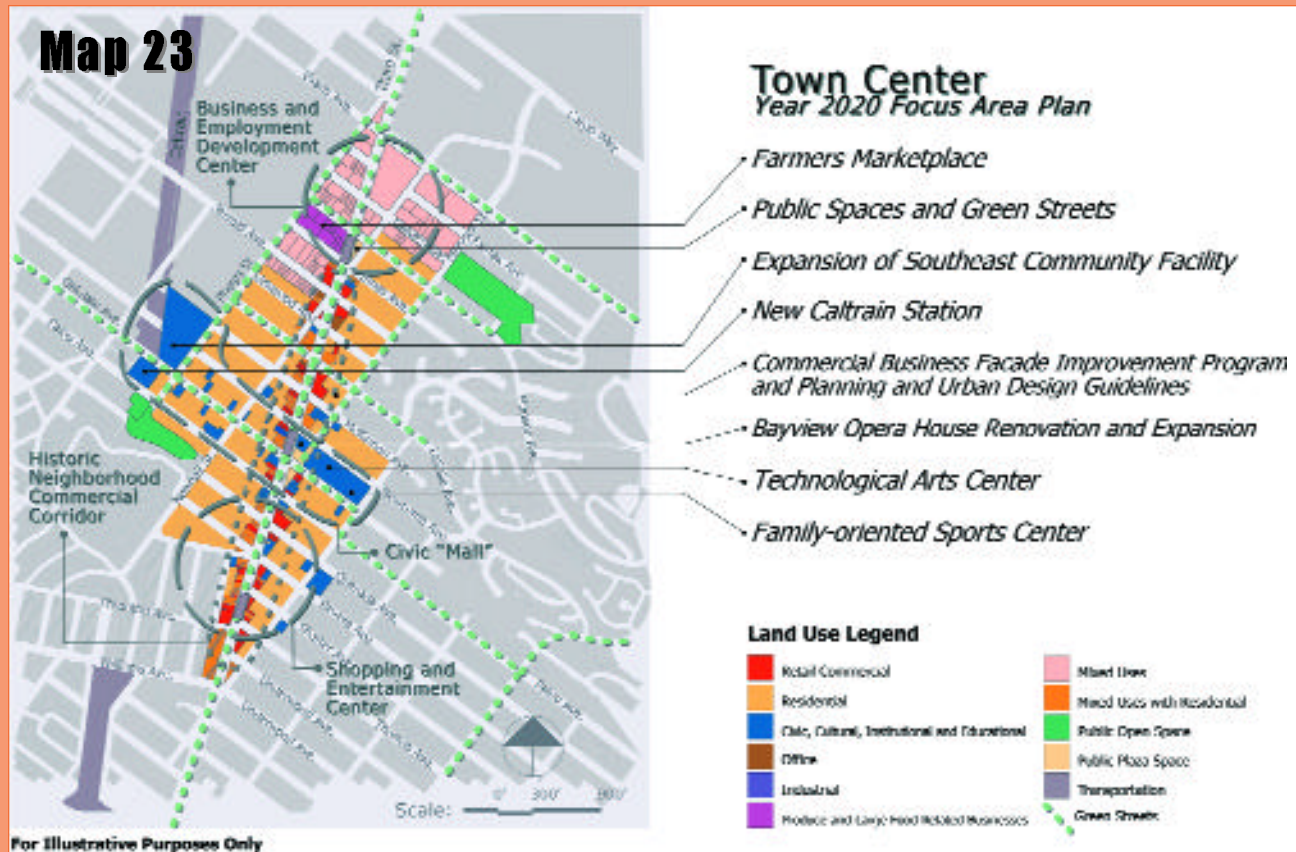 Map 23
Town Center
Year 2020 Focus Area Plan
Business and
Employment
Development
Center
Farmers Marketplace
Public Spaces and Green Streets
Expansion of Southeast Community Facility
New Caltrain Station
Commercial Business Facade Improvement Program
and Planning and Urban Design Guidelines
Bayview Opera House Renovation and Expansion
Technological Arts Center
Family-oriented Sports Center
Historic
Neighborhood
Commercial
Corridor
Civic "Mall"
Shopping and
Entertainment
Center
Scale: 0' 300' 900'
Land Use Legend
Retail Commercial
Residential
Civic, Cultural, Institutional and Educational
Office
Industrial
Produce and Large Food Related Businesses
Mixed Uses
Mixed Uses with Residential
Public Open Space
Public Plaza Space
Transportation
Green Streets
For Illustrative Purposes Only